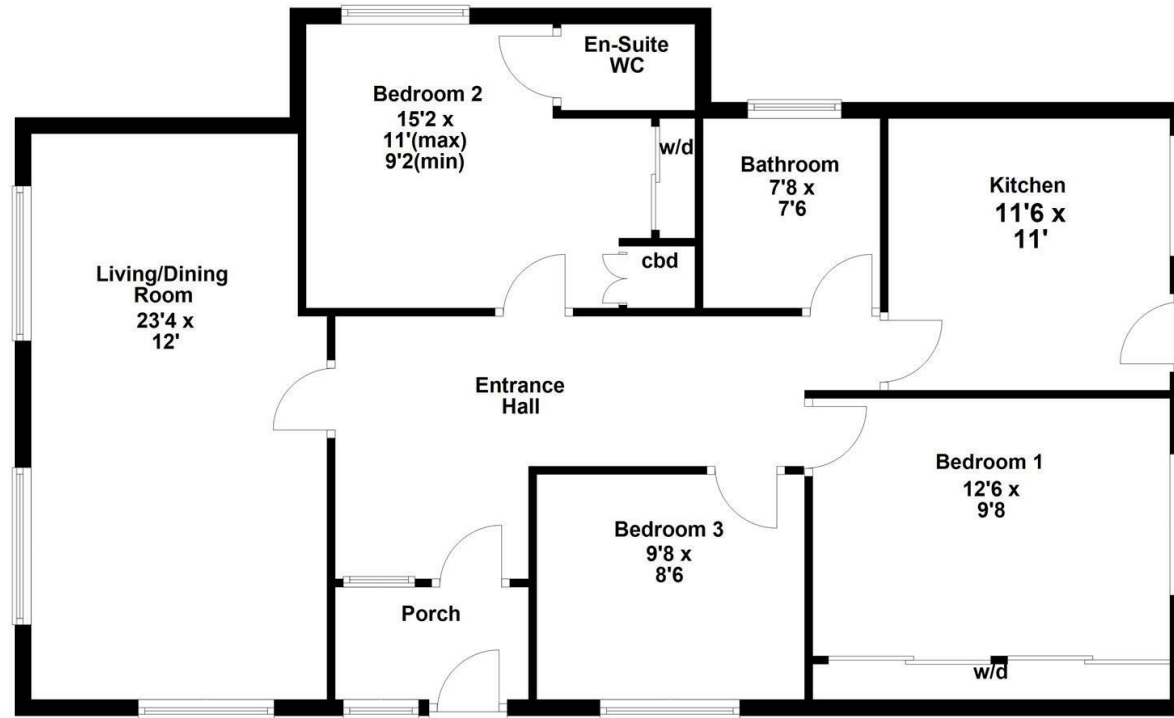 En-Suite
WC
Bedroom 2
15'2 x
11'(max)
9'2(min)
w/d
Bathroom
7'8 x
7'6
Kitchen
11'6 x
11'
cbd
Living/Dining
Room
23'4 x
12'
Entrance
Hall
Bedroom 1
12'6 x
9'8
Bedroom 3
9'8 x
8'6
Porch
w/d